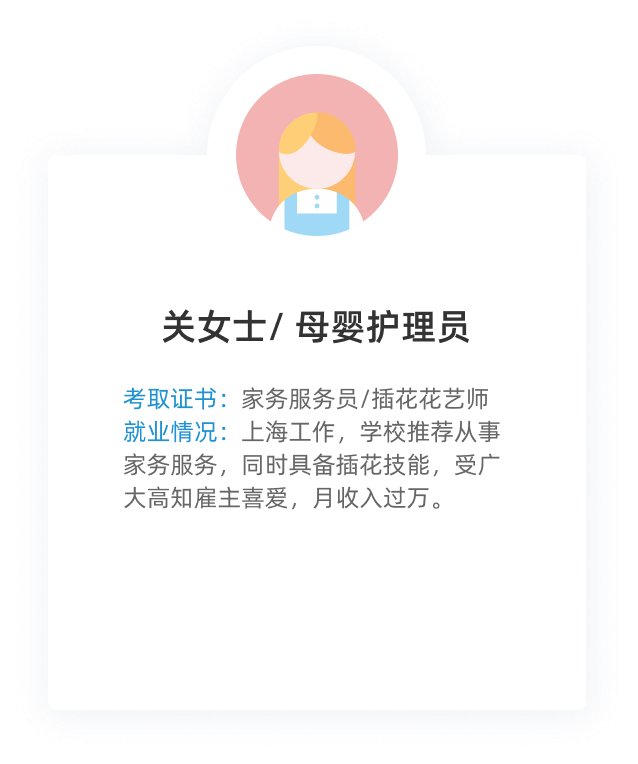 关女士/ 母婴护理员
考取证书：家务服务员/插花花艺师
就业情况：上海工作，学校推荐从事
家务服务，同时具备插花技能，受广
大高知雇主喜爱，月收入过万。